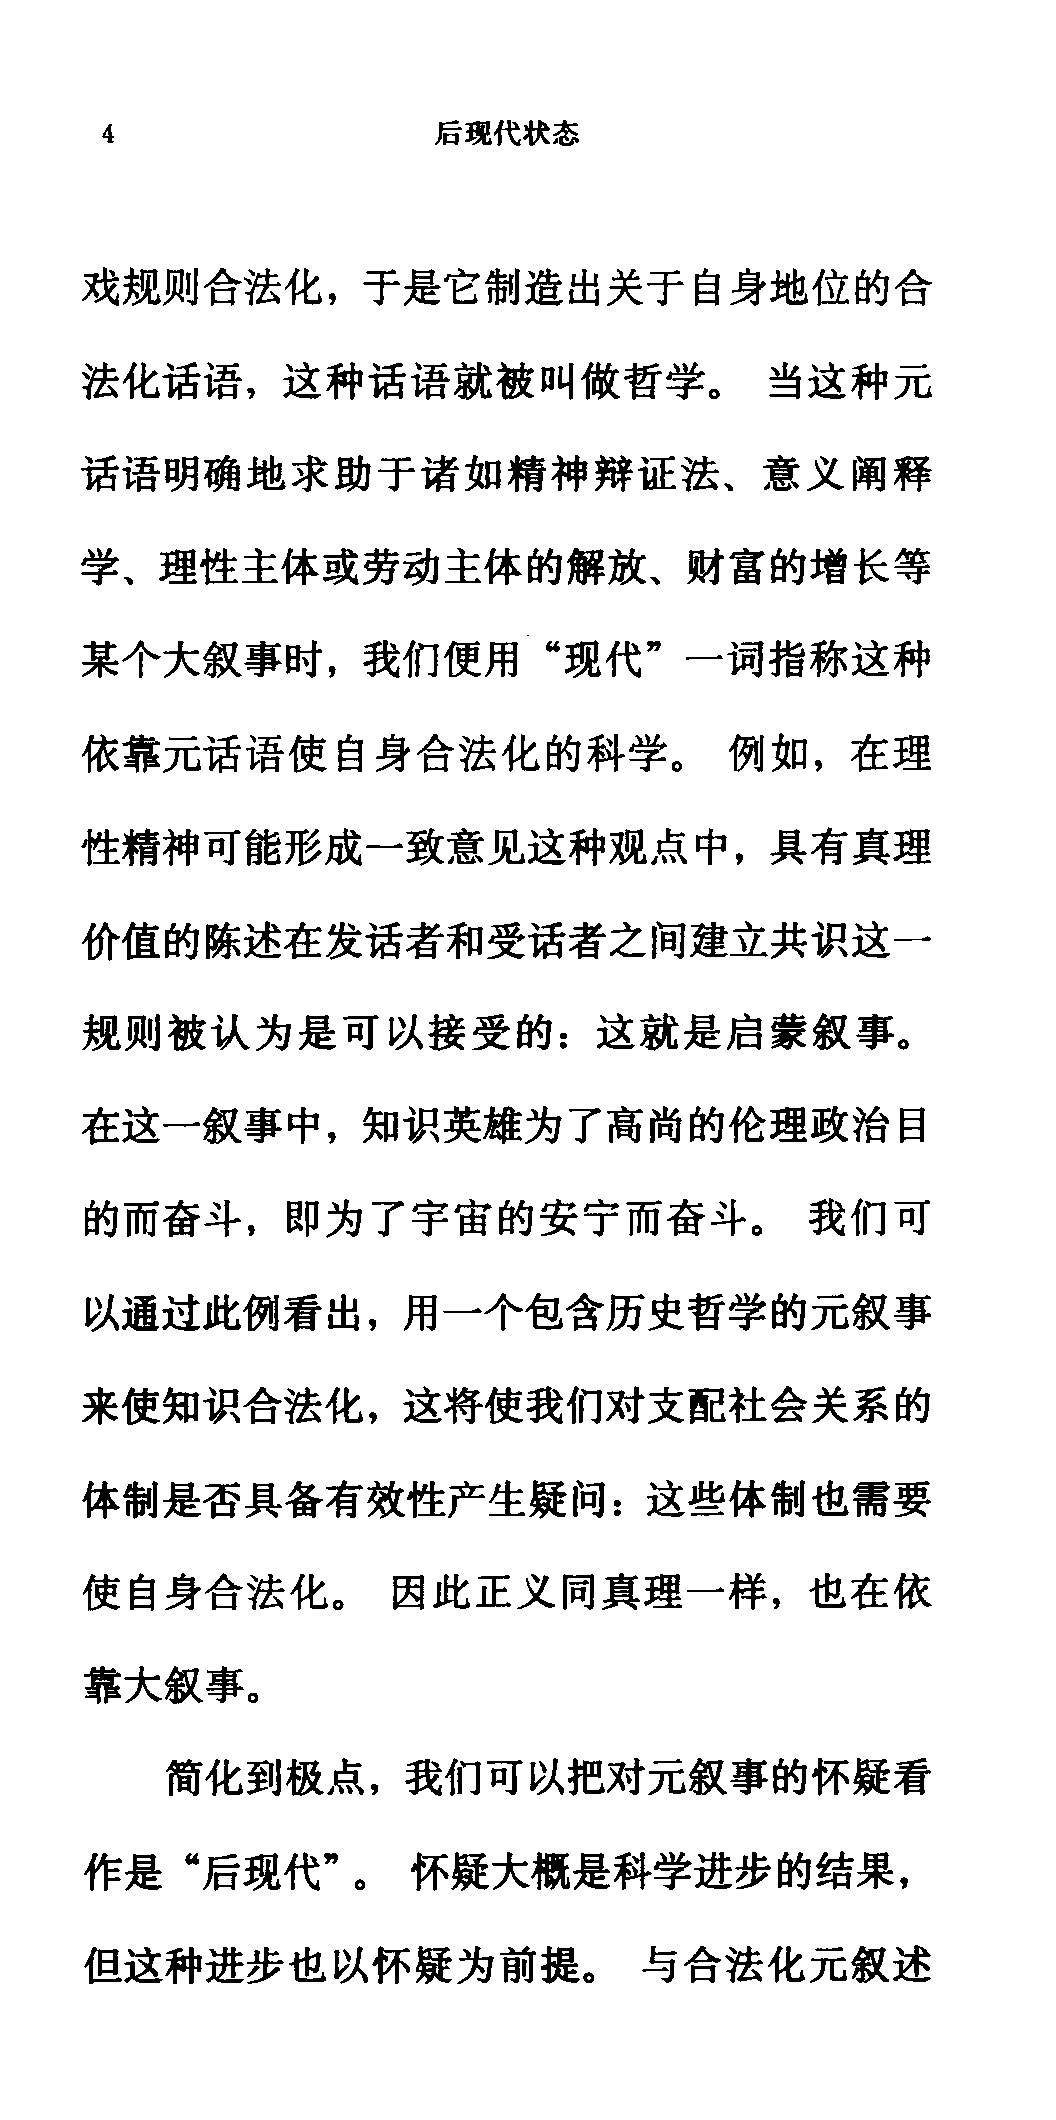 4 后现代状态
戏规则合法化，于是它制造出关于自身地位的合
法化话语，这种话语就被叫做哲学。 当这种元
话语明确地求助于诸如精神辩证法、意义阐释
学、理性主体或劳动主体的解放、财富的增长等
某个大叙事时，我们便用“现代”一词指称这种
依靠元话语使自身合法化的科学。 例如，在理
性精神可能形成一致意见这种观点中，具有真理
价值的陈述在发话者和受话者之间建立共识这一
规则被认为是可以接受的：这就是启蒙叙事。
在这一叙事中，知识英雄为了高尚的伦理政治目
的而奋斗，即为了宇宙的安宁而奋斗。 我们可
以通过此例看出，用一个包含历史哲学的元叙事
来使知识合法化，这将使我们对支配社会关系的
体制是否具备有效性产生疑问：这些体制也需要
使自身合法化。 因此正义同真理一样，也在依
靠大叙事。
简化到极点，我们可以把对元叙事的怀疑看
作是“后现代”。 怀疑大概是科学进步的结果，
但这种进步也以怀疑为前提。 与合法化元叙述